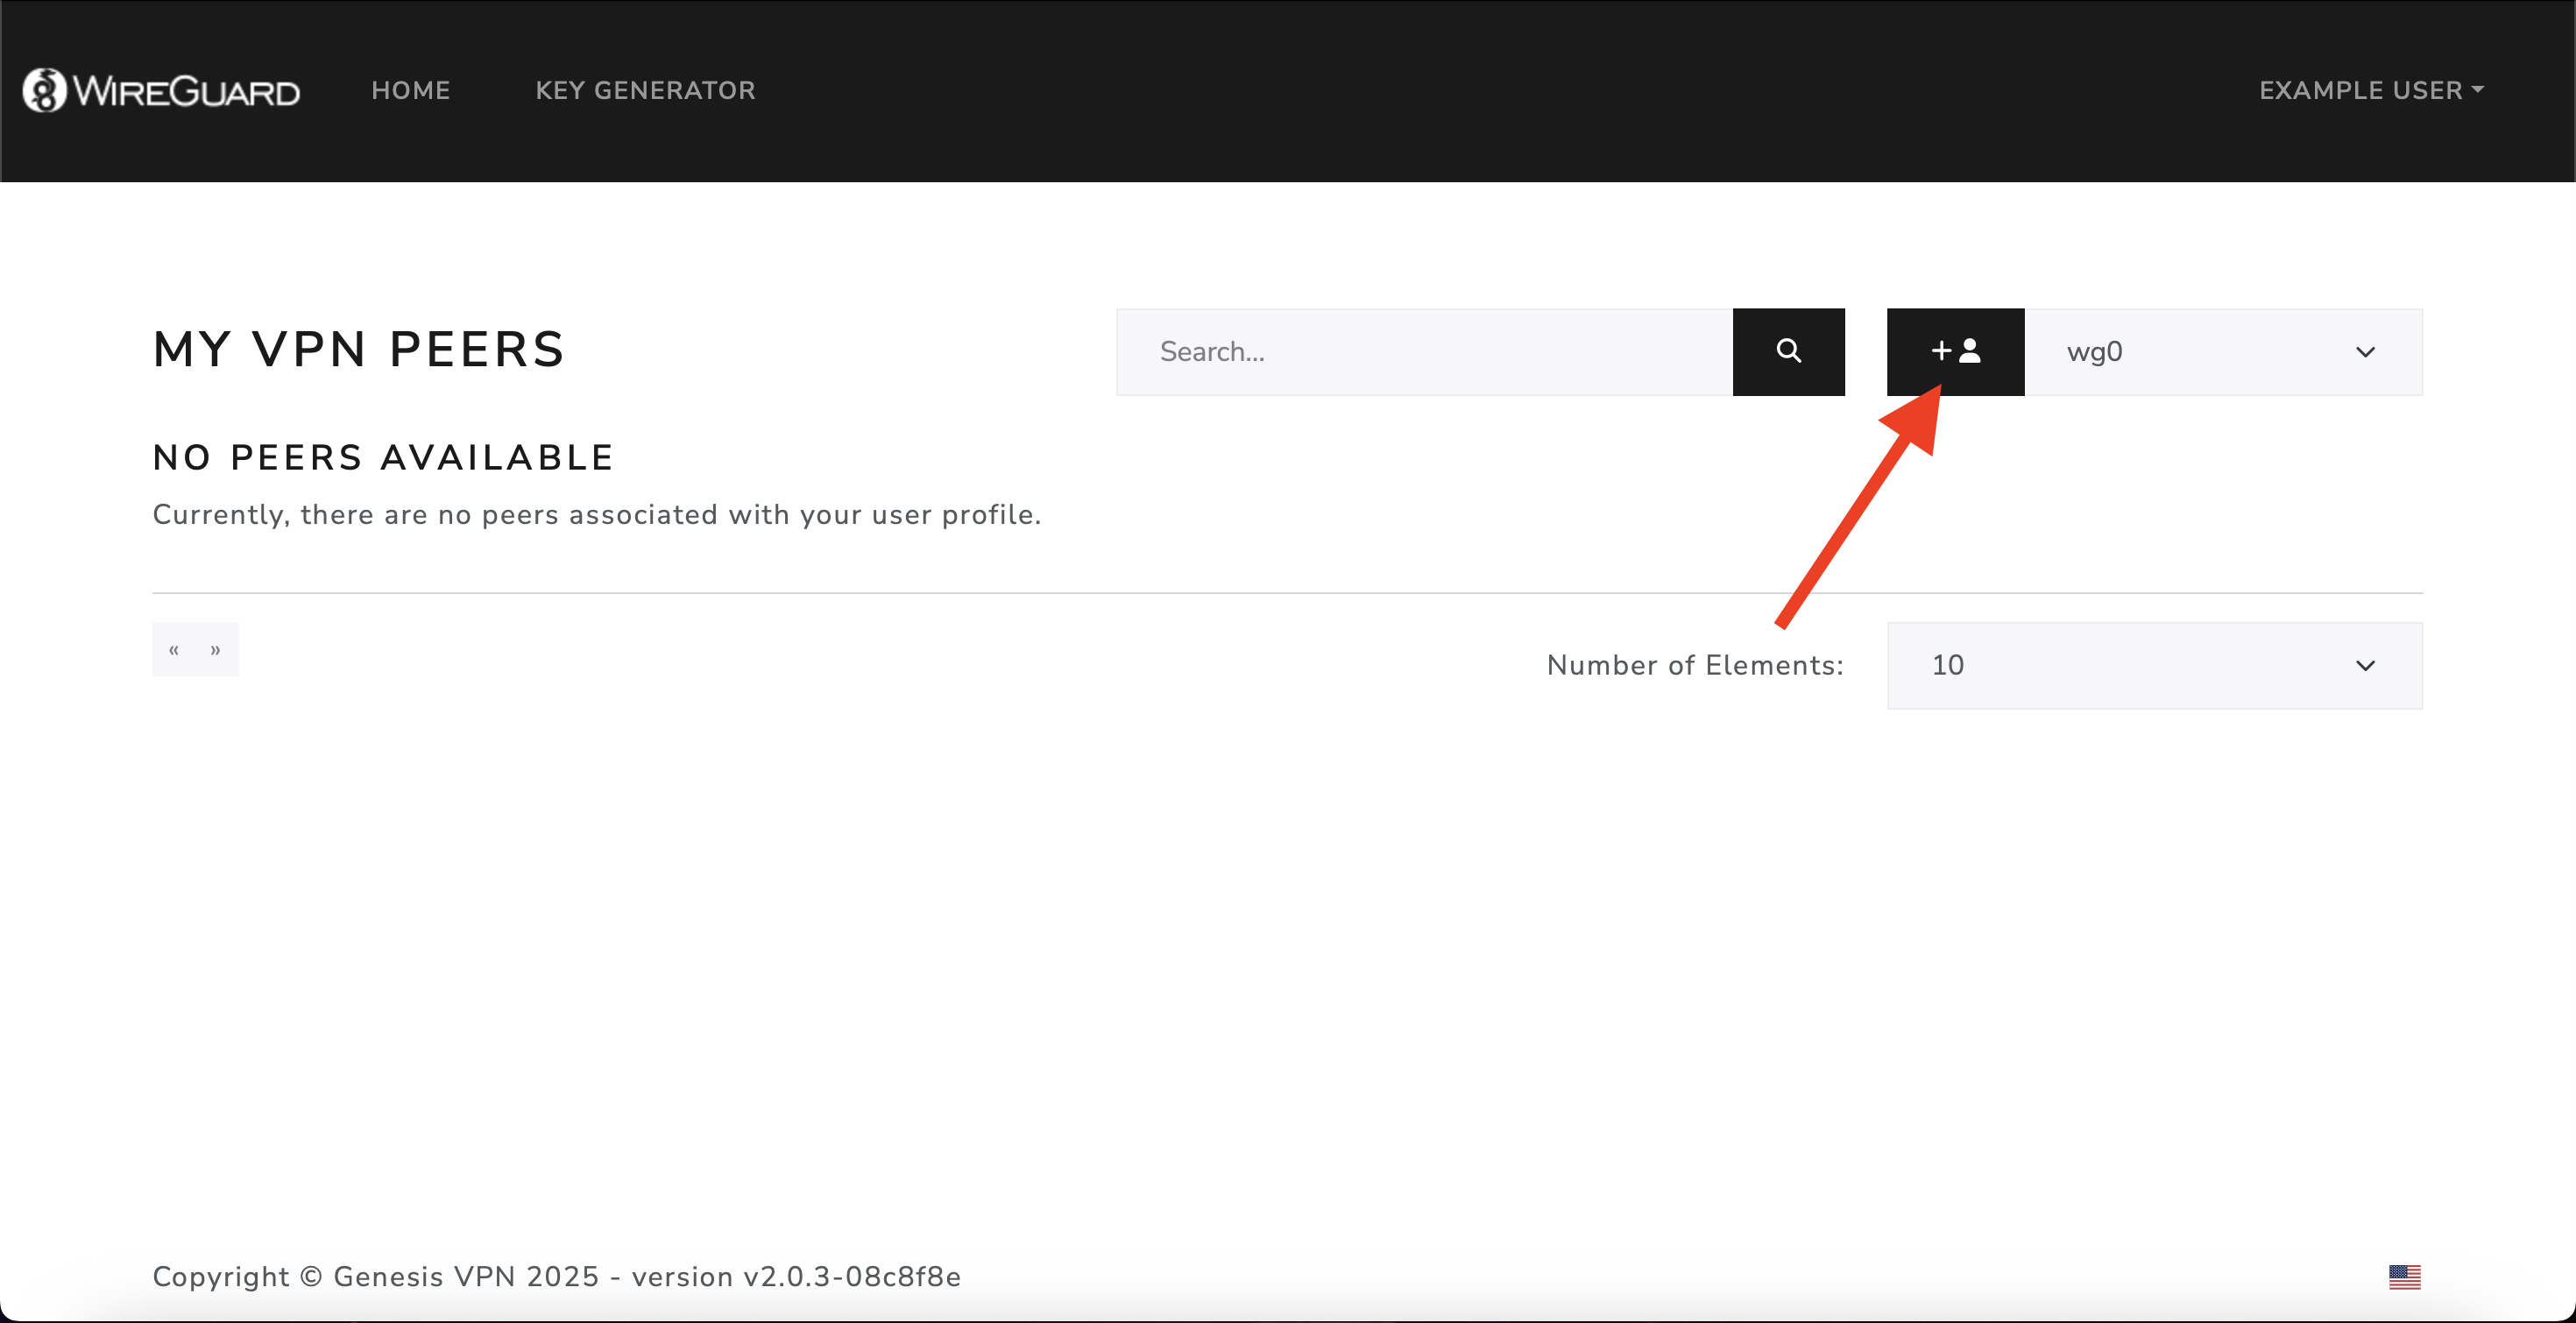 WIREGUARD HOME KEY GENERATOR EXAMPLE USER
MY VPN PEERS
Search...
wg0
NO PEERS AVAILABLE
Currently, there are no peers associated with your user profile.
« »
Number of Elements:
10
Copyright © Genesis VPN 2025 - version v2.0.3-08c8f8e